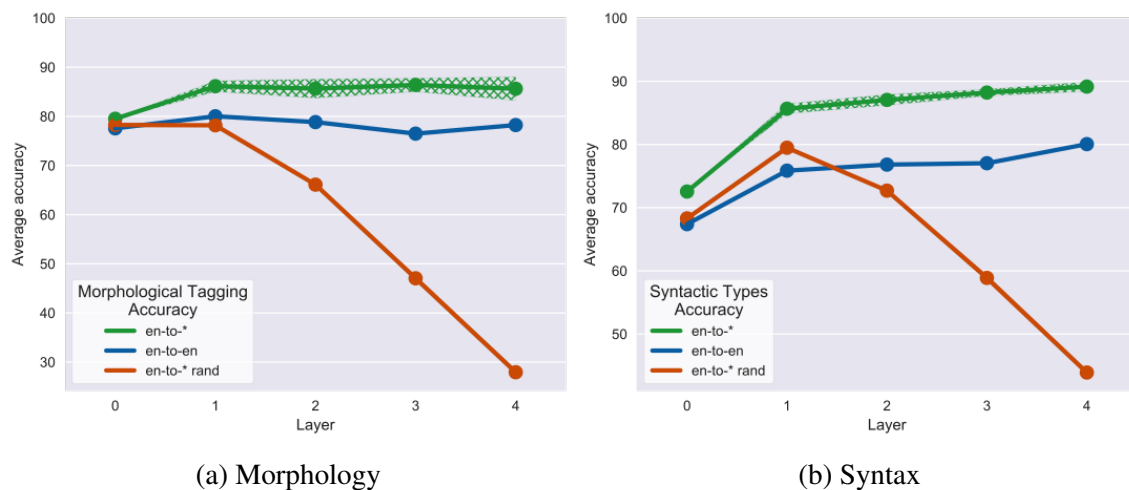 100
90
80
70
60
50
40
30
Average accuracy
Morphological Tagging
Accuracy
en-to-*
en-to-en
en-to-* rand
0 1 2 3 4
Layer
(a) Morphology
100
90
80
70
60
50
Average accuracy
Syntactic Types
Accuracy
en-to-*
en-to-en
en-to-* rand
0 1 2 3 4
Layer
(b) Syntax